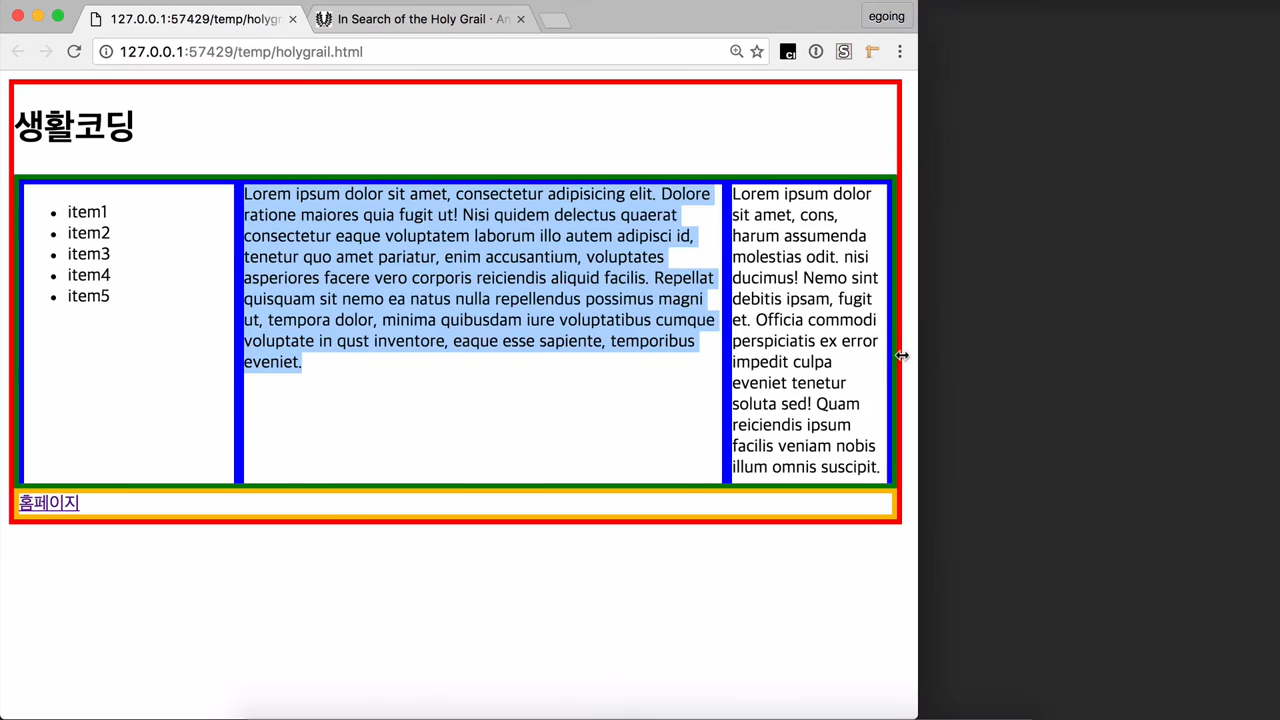 127.0.0.1:57429/temp/holygr
In Search of the Holy Grail · An
egoing
127.0.0.1:57429/temp/holygrail.html
생활코딩
item1
item2
item3
item4
item5
Lorem ipsum dolor sit amet, consectetur adipisicing elit. Dolore
ratione maiores quia fugit ut! Nisi quidem delectus quaerat
consectetur eaque voluptatem laborum illo autem adipisci id,
tenetur quo amet pariatur, enim accusantium, voluptates
asperiores facere vero corporis reiciendis aliquid facilis. Repellat
quisquam sit nemo ea natus nulla repellendus possimus magni
ut, tempora dolor, minima quibusdam iure voluptatibus cumque
voluptate in qust inventore, eaque esse sapiente, temporibus
eveniet.
Lorem ipsum dolor
sit amet, cons,
harum assumenda
molestias odit. nisi
ducimus! Nemo sint
debitis ipsam, fugit
et. Officia commodi
perspiciatis ex error
impedit culpa
eveniet tenetur
soluta sed! Quam
reiciendis ipsum
facilis veniam nobis
illum omnis suscipit.
홈페이지